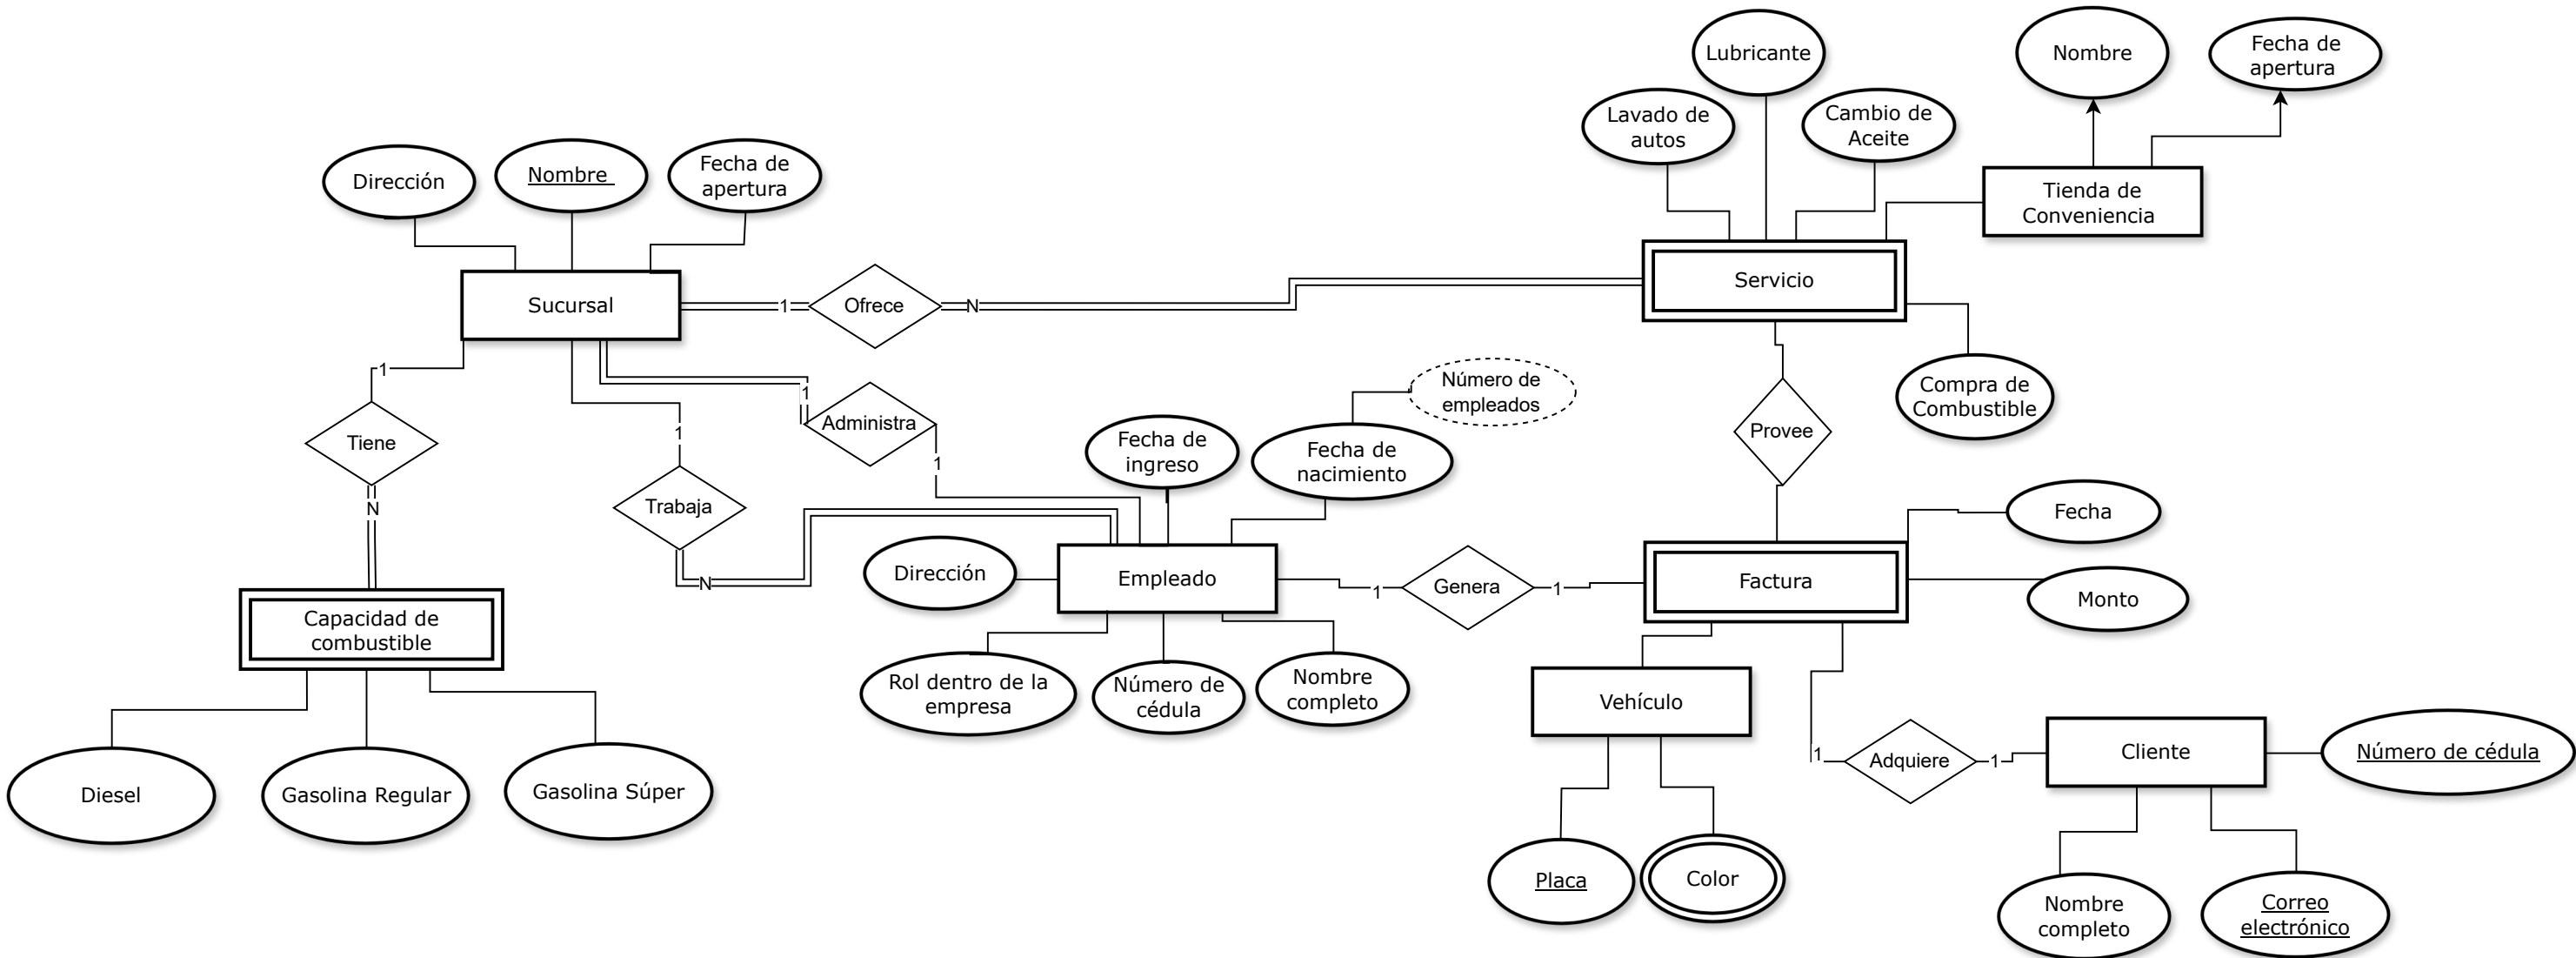 Lubricante
Nombre
Fecha de
apertura
Lavado de
autos
Cambio de
Aceite
Dirección
Nombre
Fecha de
apertura
Tienda de
Conveniencia
Sucursal
1
Ofrece
N
Servicio
1
Tiene
N
1
Administra
1
1
Trabaja
N
Número de
empleados
Fecha de
ingreso
Fecha de
nacimiento
Compra de
Combustible
Provee
Dirección
Empleado
1
Genera
1
Factura
Fecha
Monto
Capacidad de
combustible
Rol dentro de la
empresa
Número de
cédula
Nombre
completo
Vehículo
1
Adquiere
1
Cliente
Número de cédula
Diesel
Gasolina Regular
Gasolina Súper
Placa
Color
Nombre
completo
Correo
electrónico